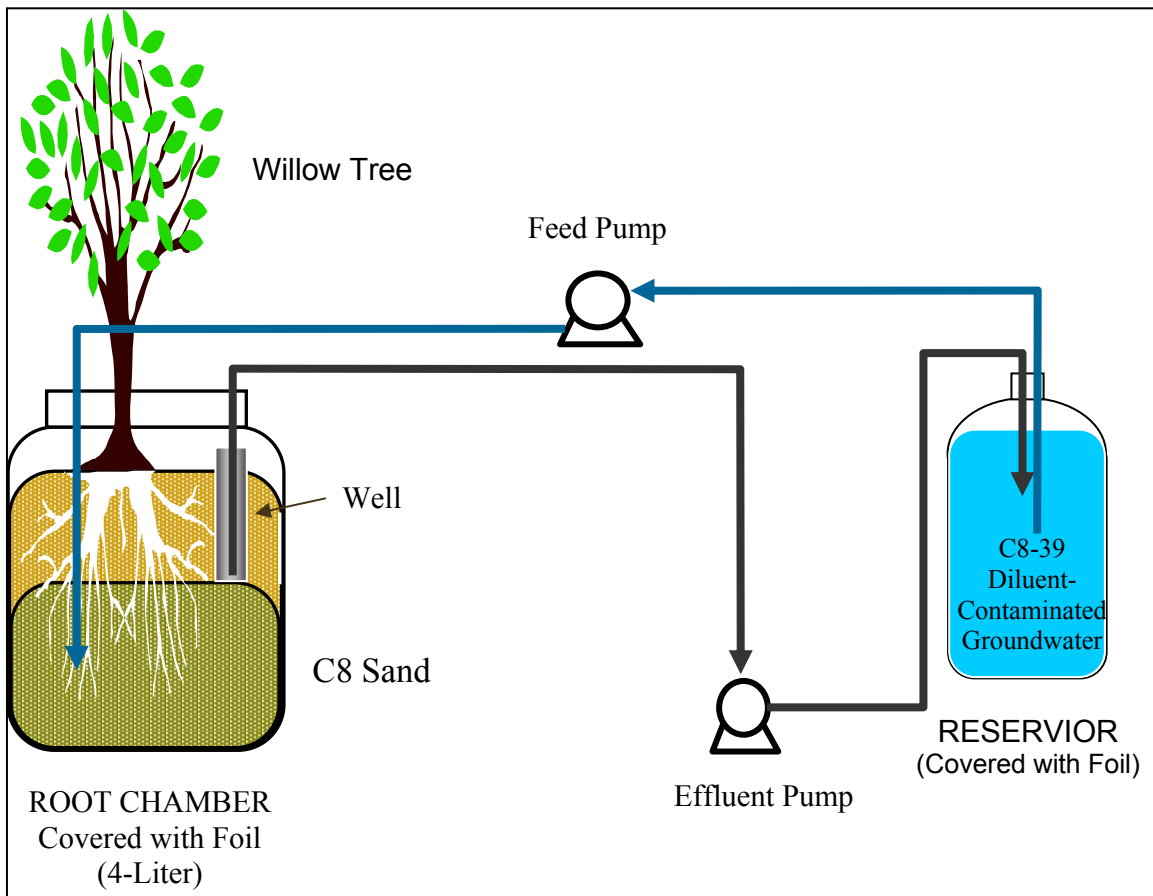 Willow Tree
Feed Pump
Well
C8 Sand
C8-39
Diluent-
Contaminated
Groundwater
RESERVIOR
(Covered with Foil)
Effluent Pump
ROOT CHAMBER
Covered with Foil
(4-Liter)